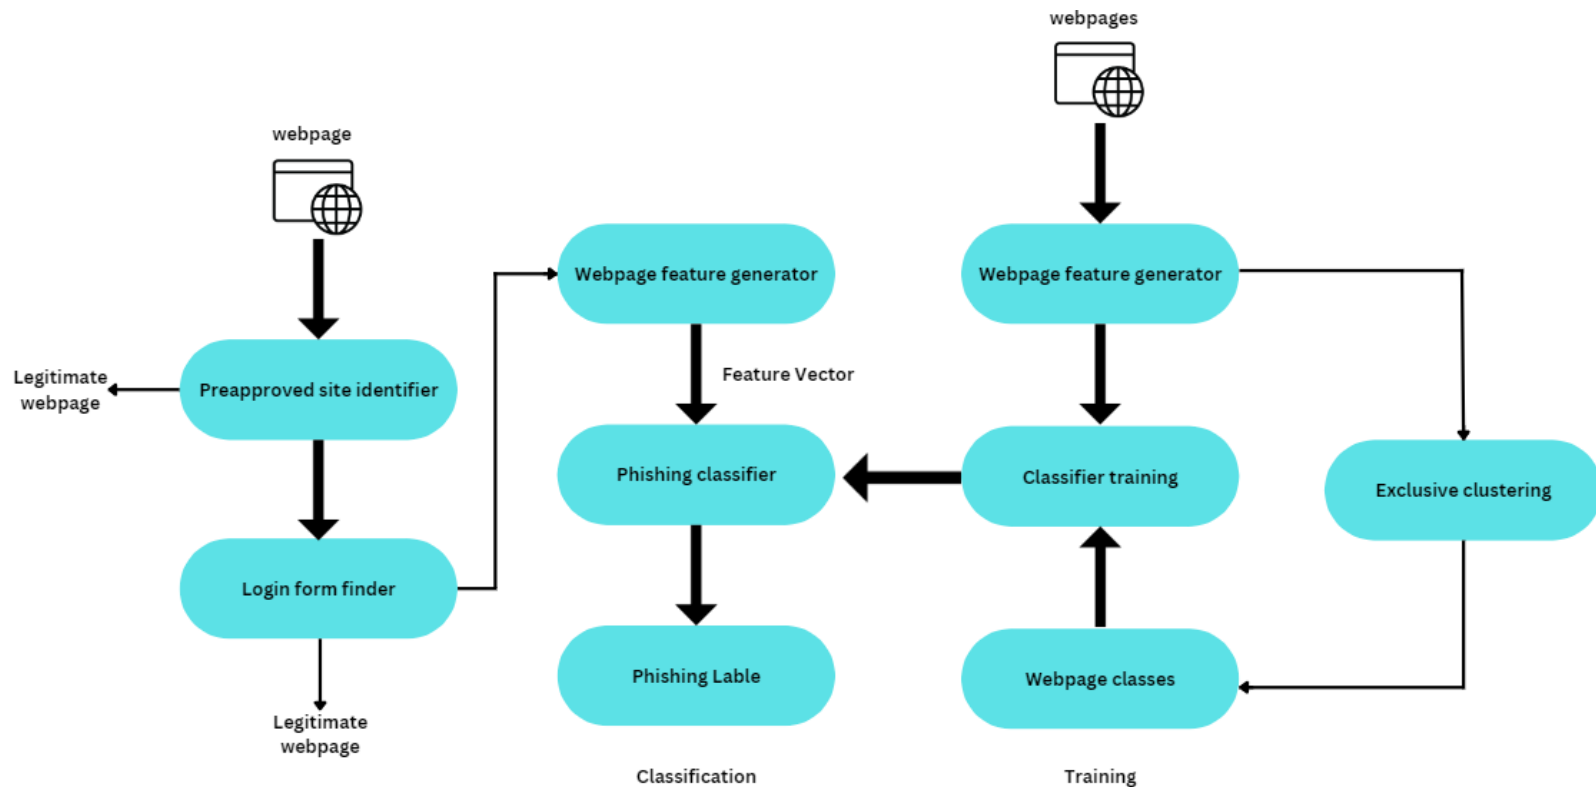 webpages
webpage
Webpage feature generator
Webpage feature generator
Legitimate
webpage
Preapproved site identifier
Feature Vector
Phishing classifier
Classifier training
Exclusive clustering
Login form finder
Phishing Lable
Webpage classes
Legitimate
webpage
Classification
Training